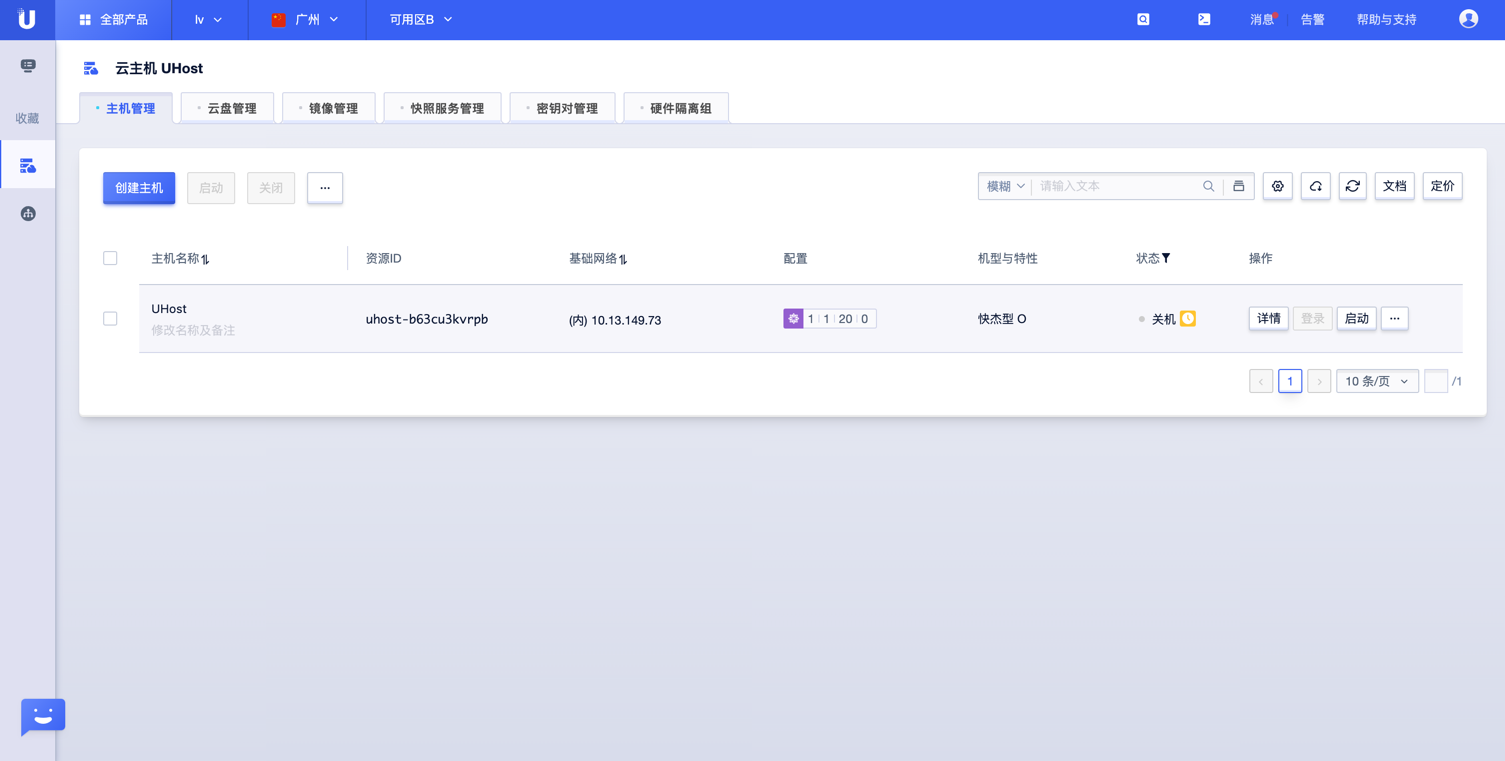 全部产品 lv 广州 可用区B 消息 告警 帮助与支持
收藏
云主机 UHost
主机管理 云盘管理 镜像管理 快照服务管理 密钥对管理 硬件隔离组
创建主机 启动 关闭 ... 模糊 请输入文本 文档 定价
主机名称 资源ID 基础网络 配置 机型与特性 状态 操作
UHost
修改名称及备注
uhost-b63cu3kvrpb (内) 10.13.149.73 1 1 20 0 快杰型 O 关机 详情 登录 启动 ...
1 10 条/页 /1